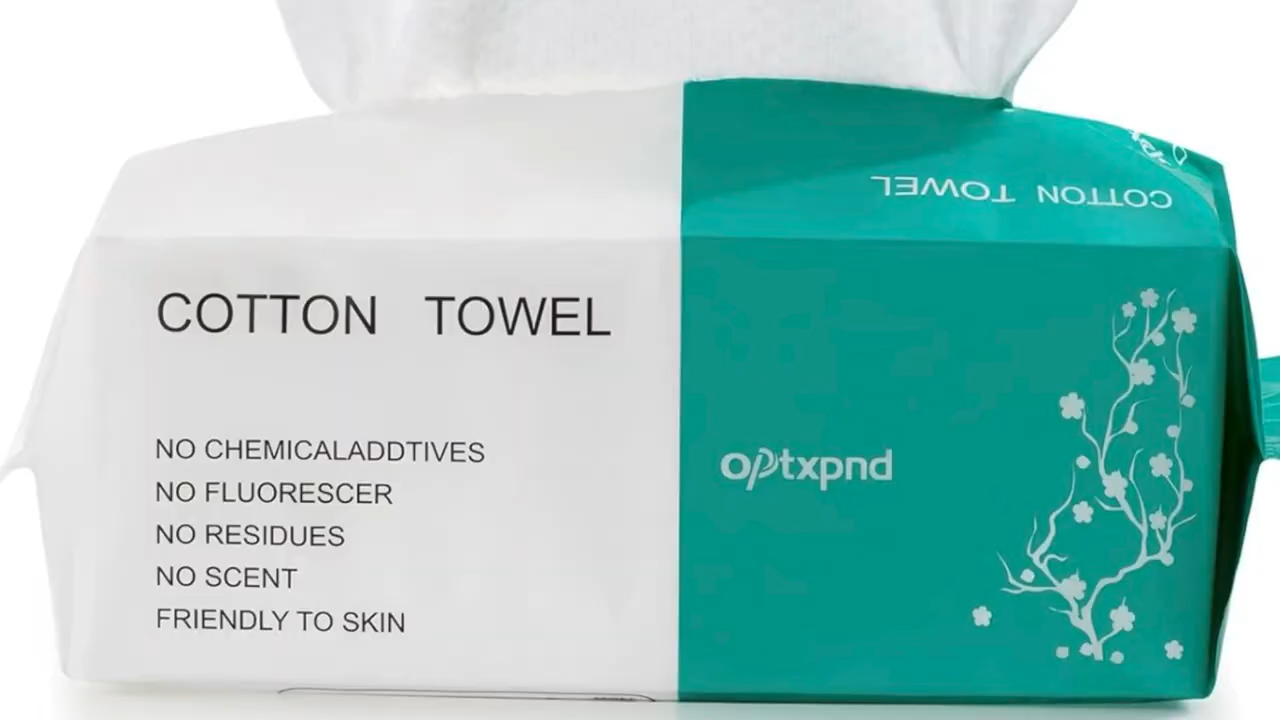 COTTON TOWEL
COTTON TOWEL
NO CHEMICALADDTIVES
NO FLUORESCER
NO RESIDUES
NO SCENT
FRIENDLY TO SKIN
optxpnd